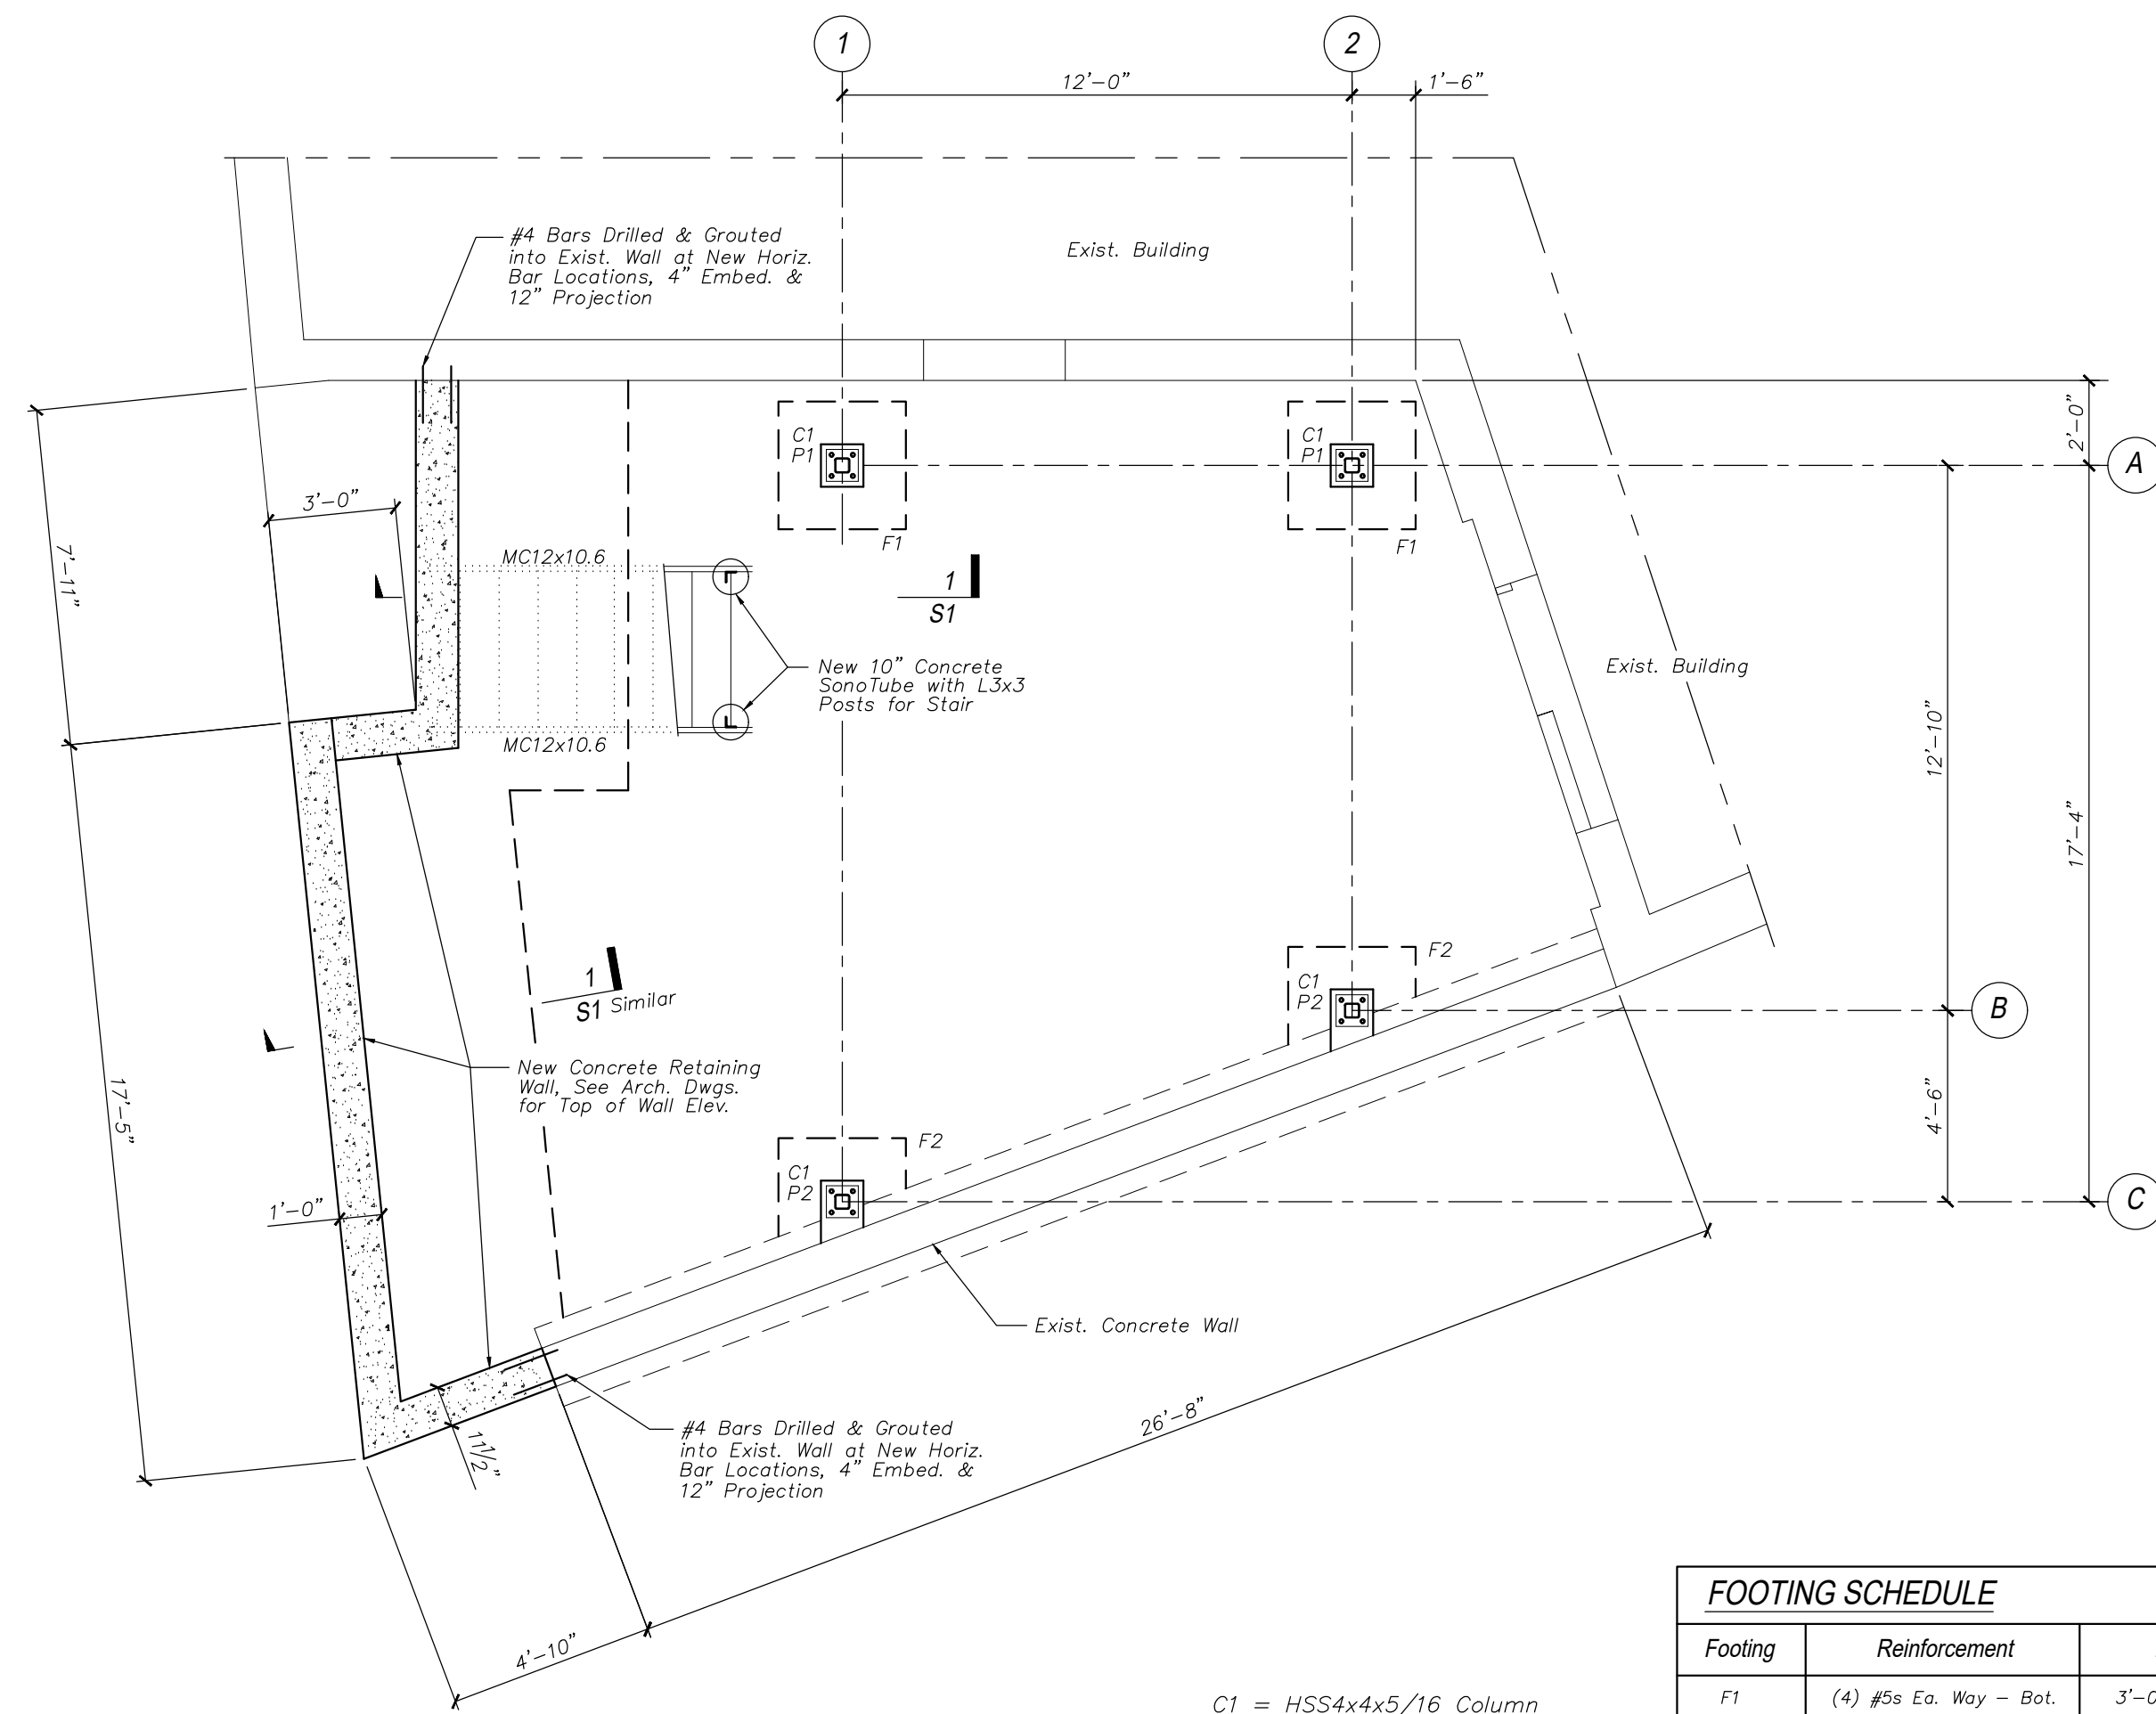 1
2
12'-0"
1'-6"
#4 Bars Drilled & Grouted
into Exist. Wall at New Horiz.
Bar Locations, 4" Embed. &
12" Projection
Exist. Building
2'-0"
A
C1
P1
C1
P1
F1
F1
3'-0"
7'-11"
MC12x10.6
1
S1
New 10" Concrete
SonoTube with L3x3
Posts for Stair
Exist. Building
MC12x10.6
12'-10"
17'-4"
1
S1 Similar
F2
C1
P2
B
New Concrete Retaining
Wall, See Arch. Dwgs.
for Top of Wall Elev.
17'-5"
4'-6"
F2
C1
P2
C
1'-0"
Exist. Concrete Wall
26'-8"
11½"
#4 Bars Drilled & Grouted
into Exist. Wall at New Horiz.
Bar Locations, 4" Embed. &
12" Projection
4'-10"
C1 = HSS4x4x5/16 Column
FOOTING SCHEDULE
Footing
Reinforcement
F1
(4) #5s Ea. Way - Bot.
3'-0